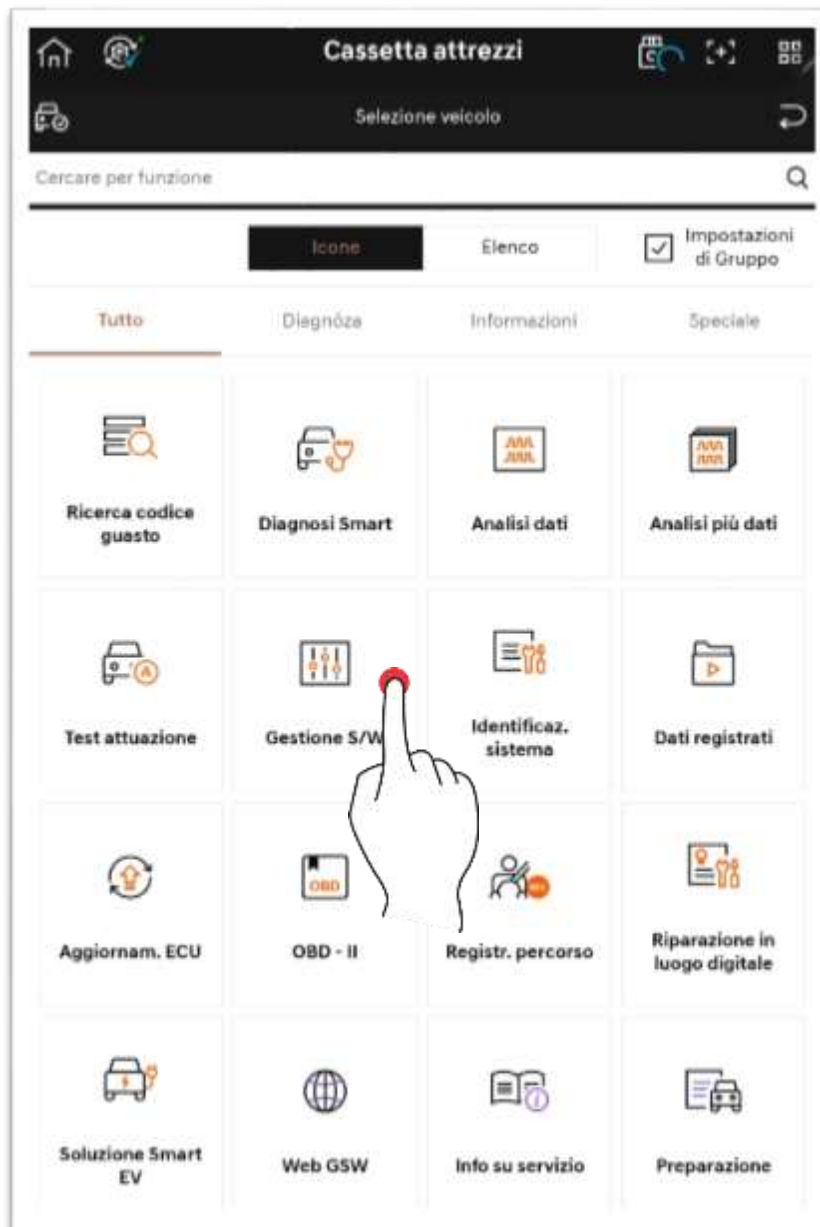 Cassetta attrezzi
Selezione veicolo
Cercare per funzione
Icone
Elenco
Impostazioni
di Gruppo
Tutto
Diagnóza
Informazioni
Speciale
Ricerca codice
guasto
Diagnosi Smart
Analisi dati
Analisi più dati
Test attuazione
Gestione S/W
Identificaz.
sistema
Dati registrati
Aggiornam. ECU
OBD
OBD - II
Registr. percorso
Riparazione in
luogo digitale
Soluzione Smart
EV
Web GSW
Info su servizio
Preparazione